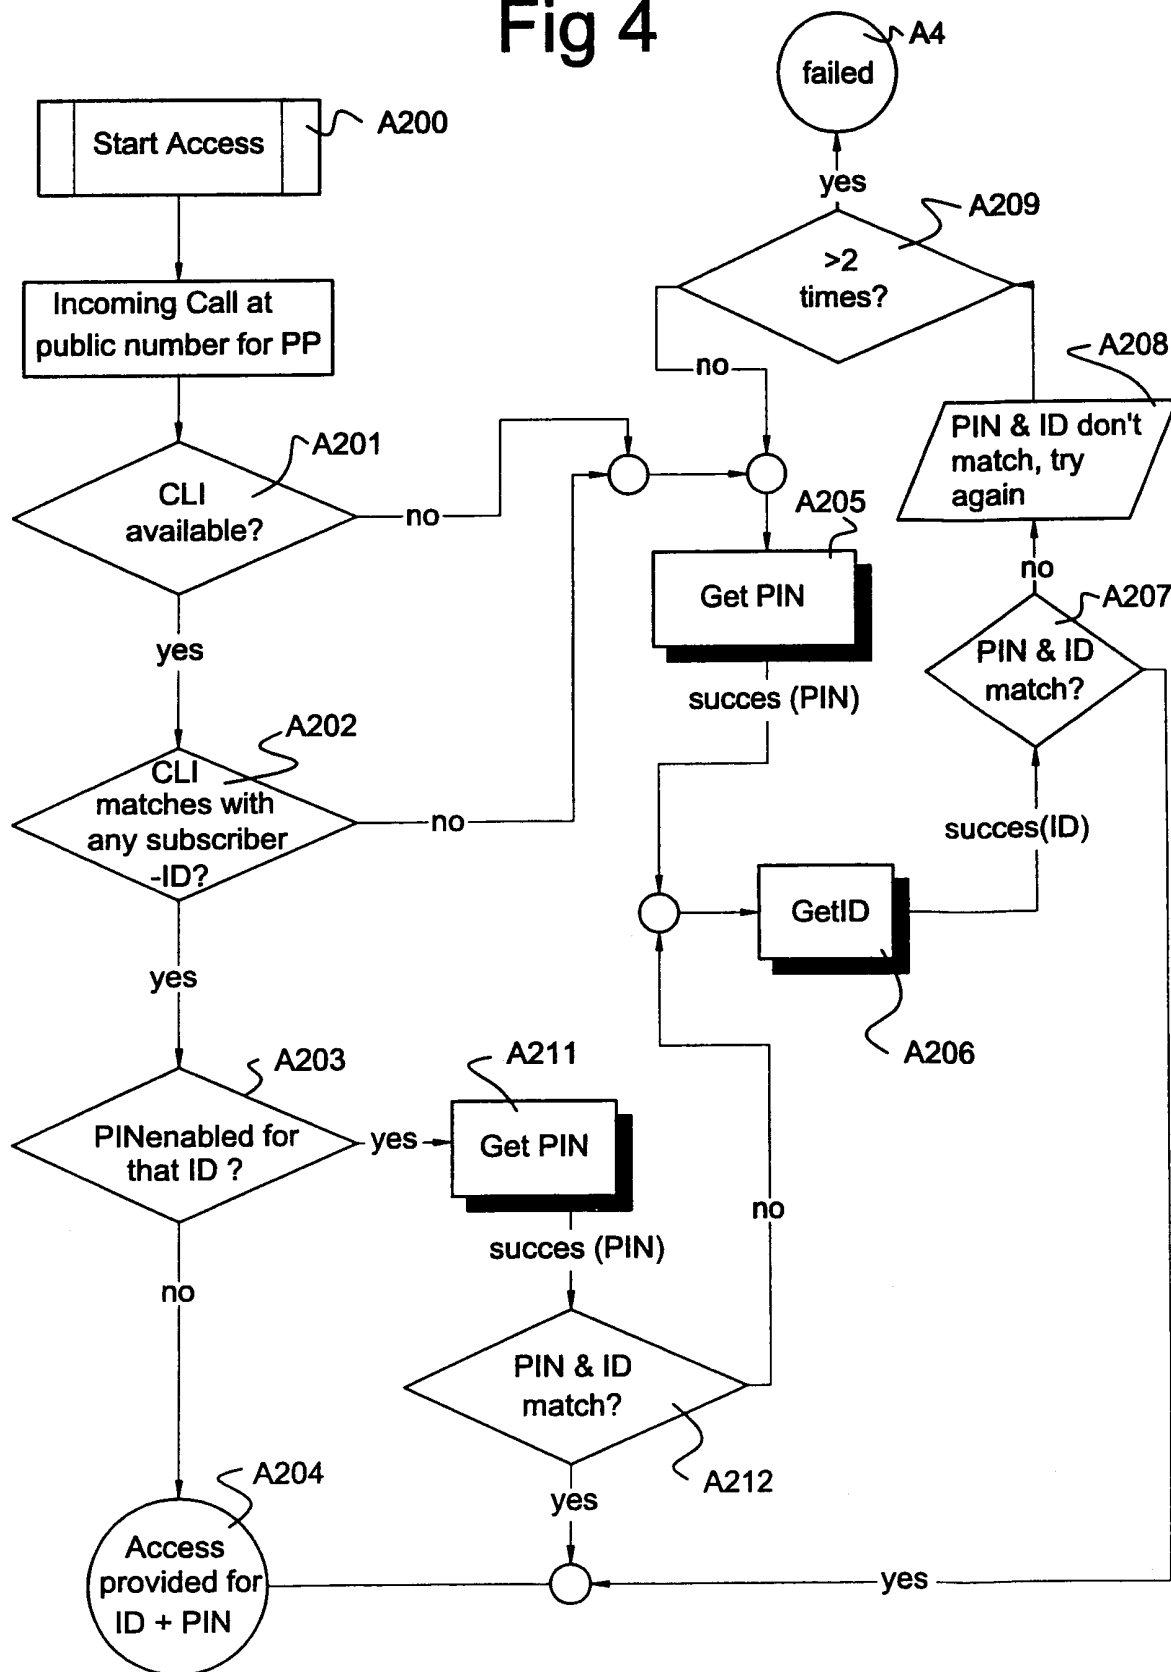 Fig 4
A4
failed
A200
Start Access
yes
A209
>2
times?
Incoming Call at
public number for PP
A208
no
PIN & ID don't
match, try
again
A201
CLI
available?
no
A205
Get PIN
no
A207
PIN & ID
match?
yes
succes (PIN)
A202
CLI
matches with
any subscriber
-ID?
no
succes(ID)
GetID
yes
A206
A203
PINenabled for
that ID ?
yes
A211
Get PIN
no
succes (PIN)
no
PIN & ID
match?
A212
A204
yes
Access
provided for
ID + PIN
yes